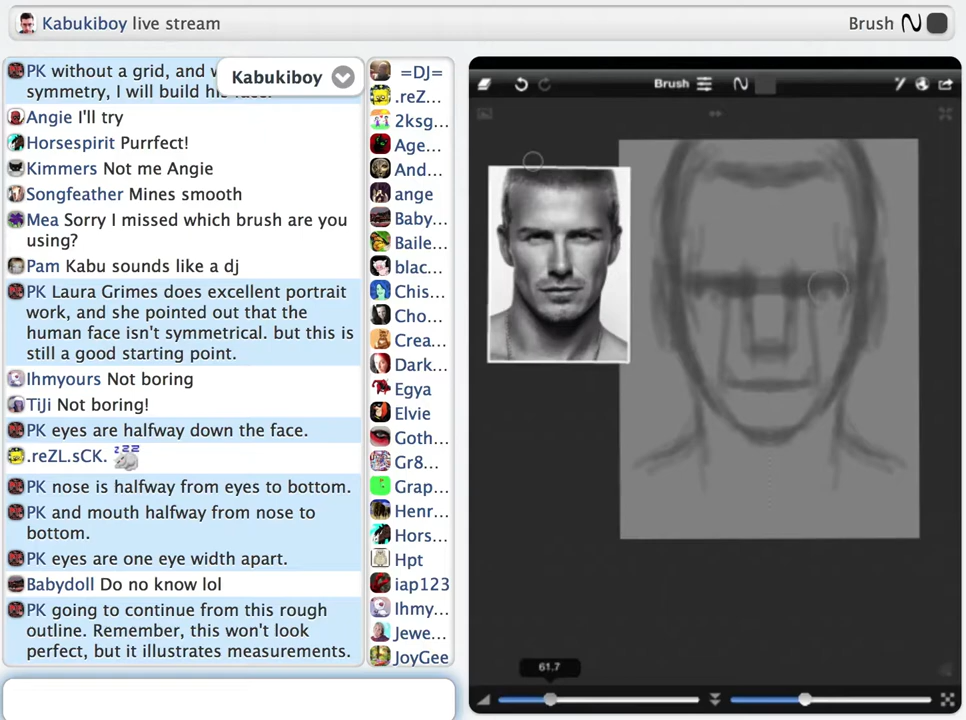 Kabukiboy live stream
Brush
PK without a grid, and w
symmetry, I will build his face.
Kabukiboy
Angie I'll try
Horsespirit Purrfect!
Kimmers Not me Angie
Songfeather Mines smooth
Mea Sorry I missed which brush are you
using?
Pam Kabu sounds like a dj
PK Laura Grimes does excellent portrait
work, and she pointed out that the
human face isn't symmetrical. but this is
still a good starting point.
Ihmyours Not boring
TiJi Not boring!
PK eyes are halfway down the face.
.reZL.sCK.
PK nose is halfway from eyes to bottom.
PK and mouth halfway from nose to
bottom.
PK eyes are one eye width apart.
Babydoll Do no know lol
PK going to continue from this rough
outline. Remember, this won't look
perfect, but it illustrates measurements.
=DJ=
.reZ...
2ksg...
Age...
And...
ange
Baby...
Baile...
blac...
Chis...
Cho...
Crea...
Dark...
Egya
Elvie
Goth...
Gr8...
Grap...
Henr...
Hors...
Hpt
iap123
Ihmy...
Jewe...
JoyGee
Brush
61.7